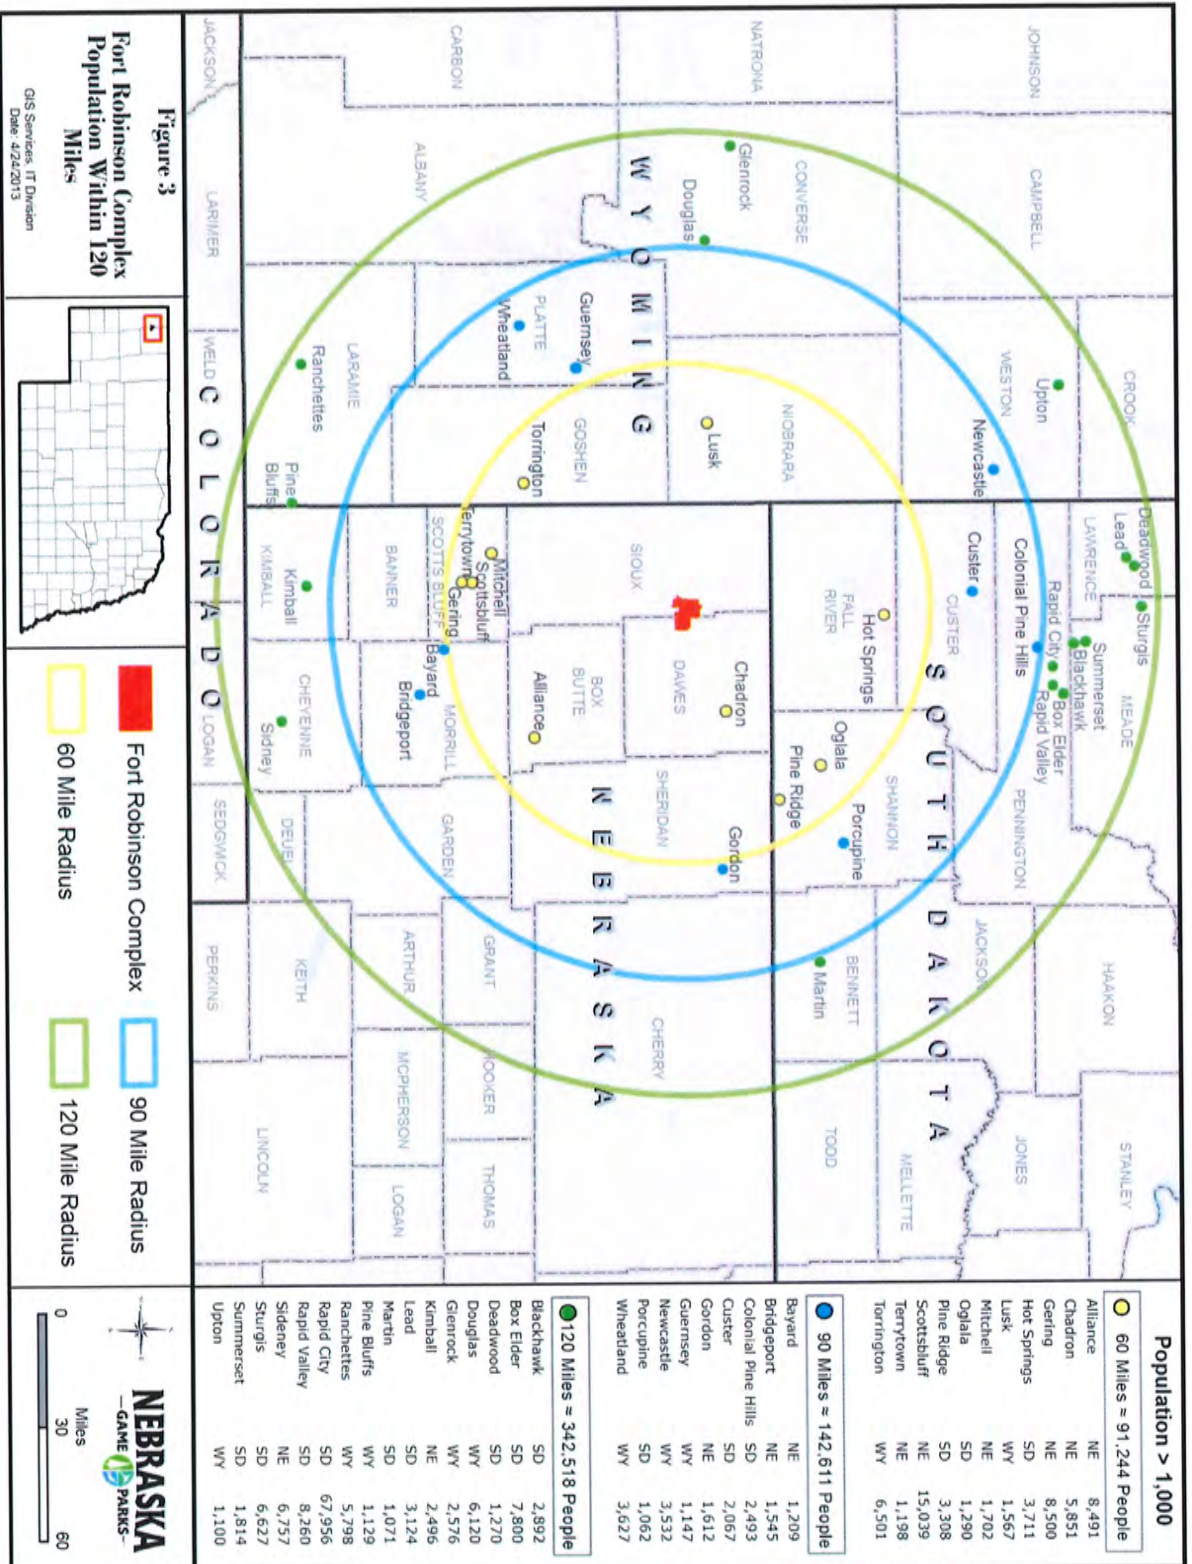 JOHNSON
CAMPBELL
CROOK
NATRONA
CONVERSE
WESTON
NIOBRARA
CARBON
ALBANY
PLATTE
GOSHEN
LARAMIE
JACKSON
LARIMER
WELD
LOGAN
SEDGWICK
PERKINS
LAWRENCE
MEADE
CUSTER
PENNINGTON
FALL
RIVER
SHANNON
JACKSON
HAAKON
STANLEY
JONES
BENNETT
TODD
MELLETTE
SIOUX
DAWES
BOX
BUTTE
SHERIDAN
CHERRY
SCOTTS BLUFF
BANNER
MORRILL
GARDEN
KIMBALL
CHEYENNE
DEUEL
GRANT
HOOKER
THOMAS
ARTHUR
MCPHERSON
LOGAN
KEITH
LINCOLN
WYOMING
SOUTH DAKOTA
NEBRASKA
COLORADO
Glenrock
Douglas
Upton
Newcastle
Lusk
Guernsey
Wheatland
Torrington
Ranchettes
Pine
Bluffs
Deadwood
Lead
Sturgis
Summerset
Blackhawk
Rapid City
Box Elder
Rapid Valley
Colonial Pine Hills
Custer
Hot Springs
Oglala
Pine Ridge
Porcupine
Martin
Chadron
Gordon
Alliance
Mitchell
Scottsbluff
Terrytown
Gering
Bayard
Bridgeport
Kimball
Sidney
Population > 1,000
60 Miles ≈ 91,244 People
Alliance NE 8,491
Chadron NE 5,851
Gering NE 8,500
Hot Springs SD 3,711
Lusk WY 1,567
Mitchell NE 1,702
Oglala SD 1,290
Pine Ridge SD 3,308
Scottsbluff NE 15,039
Terrytown NE 1,198
Torrington WY 6,501
90 Miles ≈ 142,611 People
Bayard NE 1,209
Bridgeport NE 1,545
Colonial Pine Hills SD 2,493
Custer SD 2,067
Gordon NE 1,612
Guernsey WY 1,147
Newcastle WY 3,532
Porcupine SD 1,062
Wheatland WY 3,627
120 Miles ≈ 342,518 People
Blackhawk SD 2,892
Box Elder SD 7,800
Deadwood SD 1,270
Douglas WY 6,120
Glenrock WY 2,576
Kimball NE 2,496
Lead SD 3,124
Martin SD 1,071
Pine Bluffs WY 1,129
Ranchettes WY 5,798
Rapid City SD 67,956
Rapid Valley SD 8,260
Sideney NE 6,757
Sturgis SD 6,627
Summerset SD 1,814
Upton WY 1,100
Figure 3
Fort Robinson Complex
Population Within 120
Miles
GIS Services, IT Division
Date: 4/24/2013
Fort Robinson Complex
60 Mile Radius
90 Mile Radius
120 Mile Radius
NEBRASKA
—GAME PARKS—
Miles
0 30 60